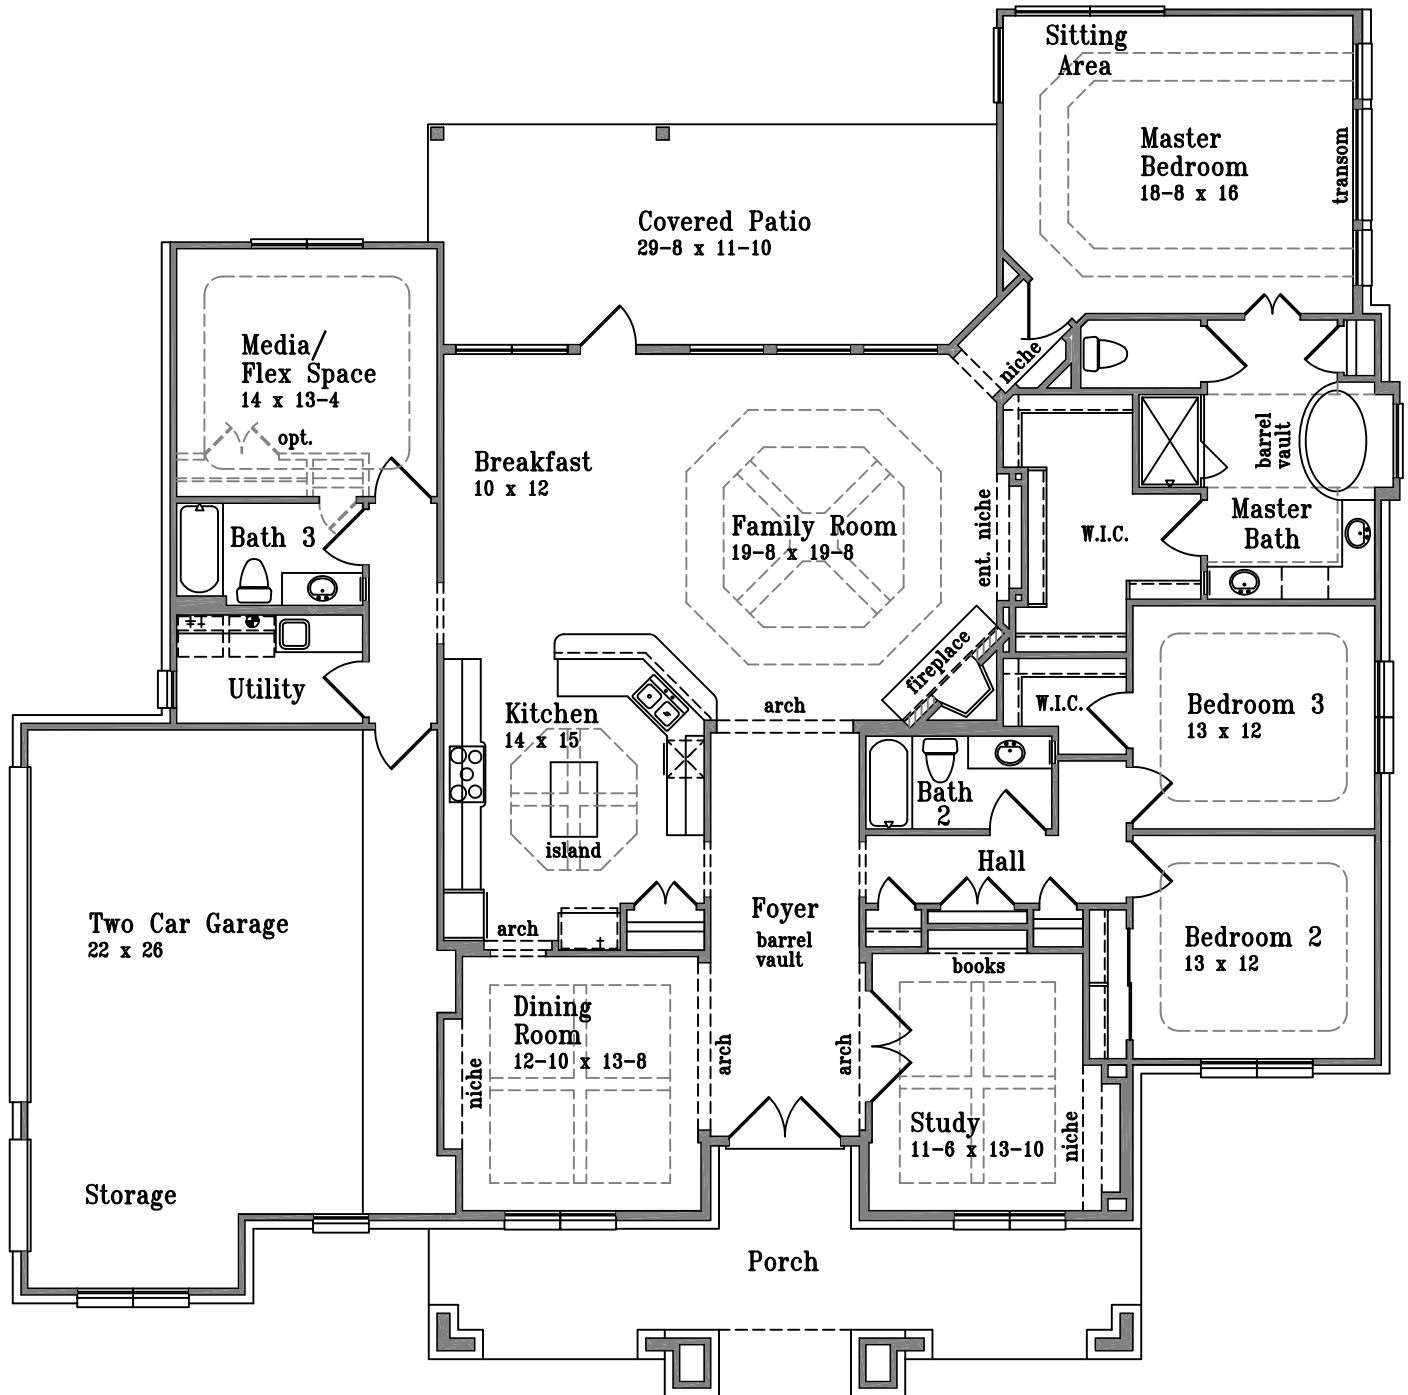 Sitting
Area
Master
Bedroom
18-8 x 16
transom
Covered Patio
29-8 x 11-10
niche
Media/
Flex Space
14 x 13-4
opt.
Breakfast
10 x 12
Family Room
19-8 x 19-8
ent. niche
W.I.C.
barrel
vault
Master
Bath
Bath 3
Utility
fireplace
arch
Kitchen
14 x 15
island
W.I.C.
Bedroom 3
13 x 12
Bath
2
Hall
Two Car Garage
22 x 26
arch
Foyer
barrel
vault
books
Bedroom 2
13 x 12
Dining
Room
12-10 x 13-8
niche
arch
arch
Study
11-6 x 13-10
niche
Storage
Porch